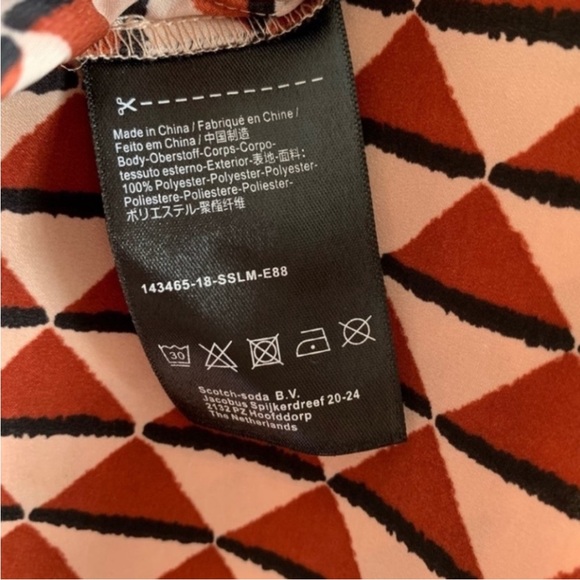 Made in China / Fabriqué en Chine /
Feito em China / 中国制造
Body-Oberstoff-Corps-Corpo-
tessuto esterno-Exterior-表地-面料:
100% Polyester-Polyester-Polyester-
Poliestere-Poliestere-Poliester-
ポリエステル-聚酯纤维
143465-18-SSLM-E88
30
Scotch-soda B.V.
Jacobus Spijkerdreef 20-24
2132 PZ Hoofddorp
The Netherlands